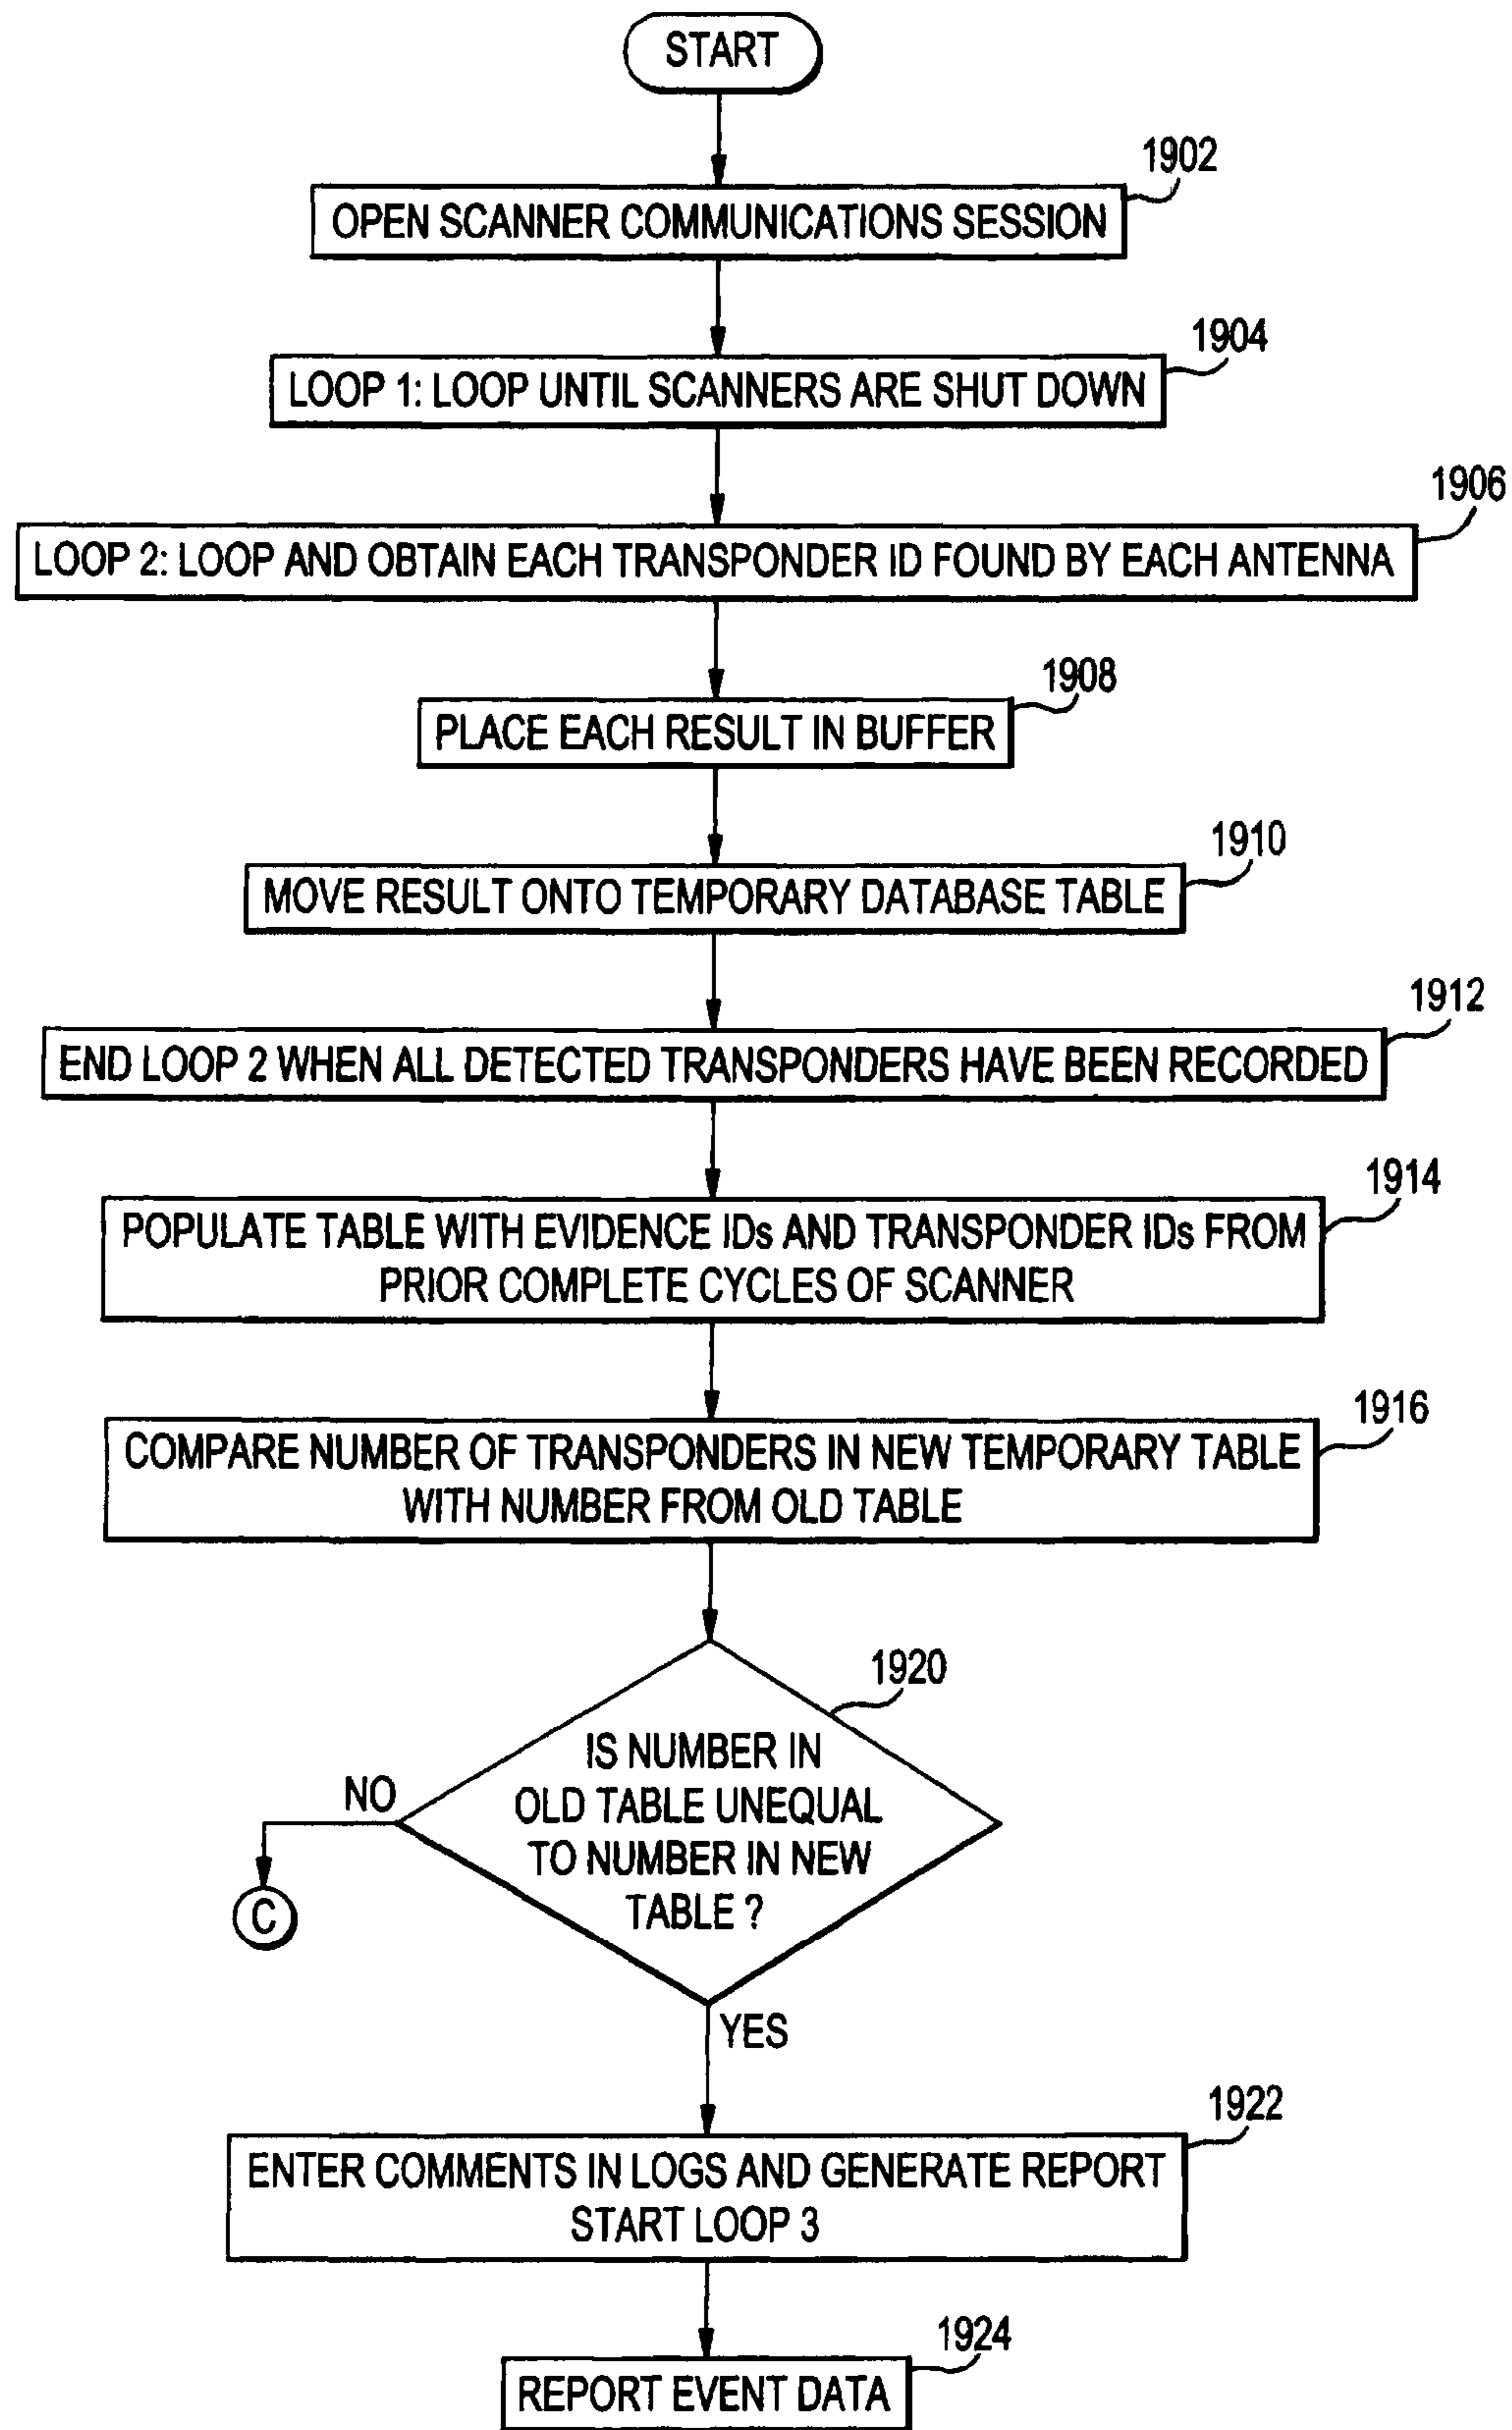 START
1902
OPEN SCANNER COMMUNICATIONS SESSION
1904
LOOP 1: LOOP UNTIL SCANNERS ARE SHUT DOWN
1906
LOOP 2: LOOP AND OBTAIN EACH TRANSPONDER ID FOUND BY EACH ANTENNA
1908
PLACE EACH RESULT IN BUFFER
1910
MOVE RESULT ONTO TEMPORARY DATABASE TABLE
1912
END LOOP 2 WHEN ALL DETECTED TRANSPONDERS HAVE BEEN RECORDED
1914
POPULATE TABLE WITH EVIDENCE IDs AND TRANSPONDER IDs FROM
PRIOR COMPLETE CYCLES OF SCANNER
1916
COMPARE NUMBER OF TRANSPONDERS IN NEW TEMPORARY TABLE
WITH NUMBER FROM OLD TABLE
1920
IS NUMBER IN
OLD TABLE UNEQUAL
TO NUMBER IN NEW
TABLE ?
NO
C
YES
1922
ENTER COMMENTS IN LOGS AND GENERATE REPORT
START LOOP 3
1924
REPORT EVENT DATA